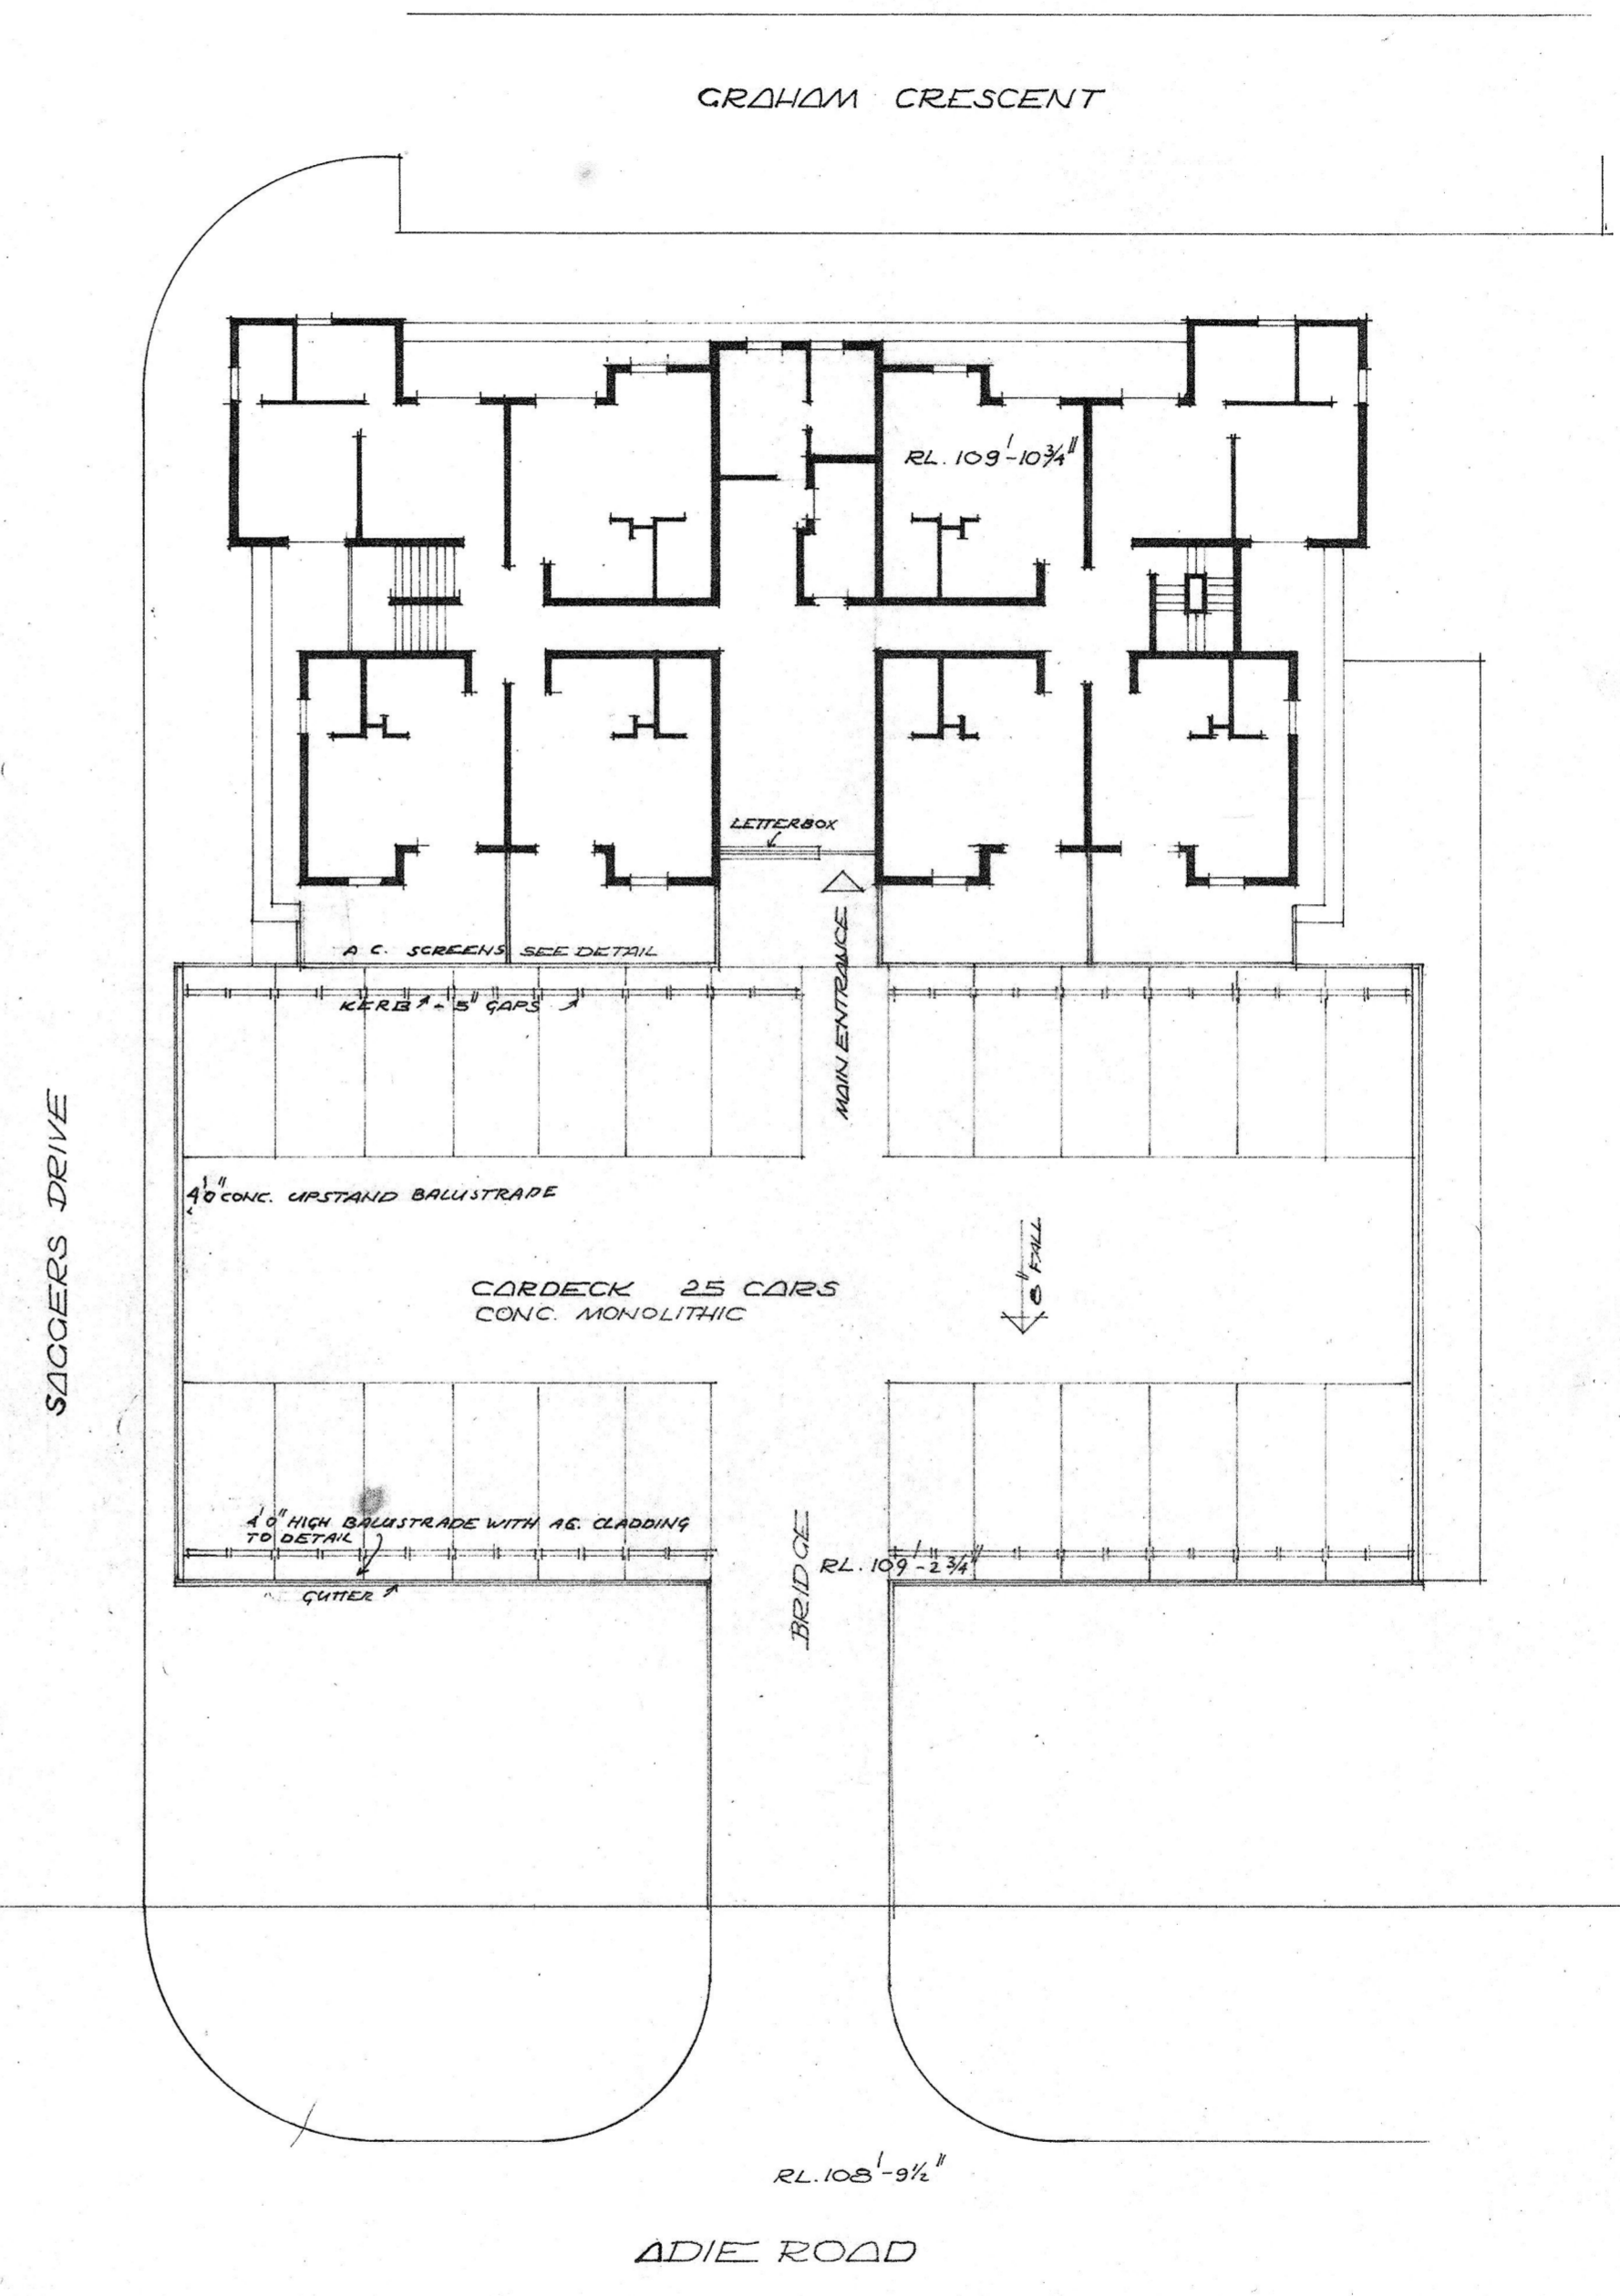 GRAHAM CRESCENT
RL. 109'-10¾"
LETTERBOX
MAIN ENTRANCE
A C. SCREENS SEE DETAIL
KERB - 5" GAPS
SAGGERS DRIVE
4'0" CONC. UPSTAND BALUSTRADE
CARDECK 25 CARS
CONC. MONOLITHIC
8" FALL
4'0" HIGH BALUSTRADE WITH AC. CLADDING
TO DETAIL
GUTTER
BRIDGE
RL. 109'-2¾"
RL. 108'-9½"
ADIE ROAD